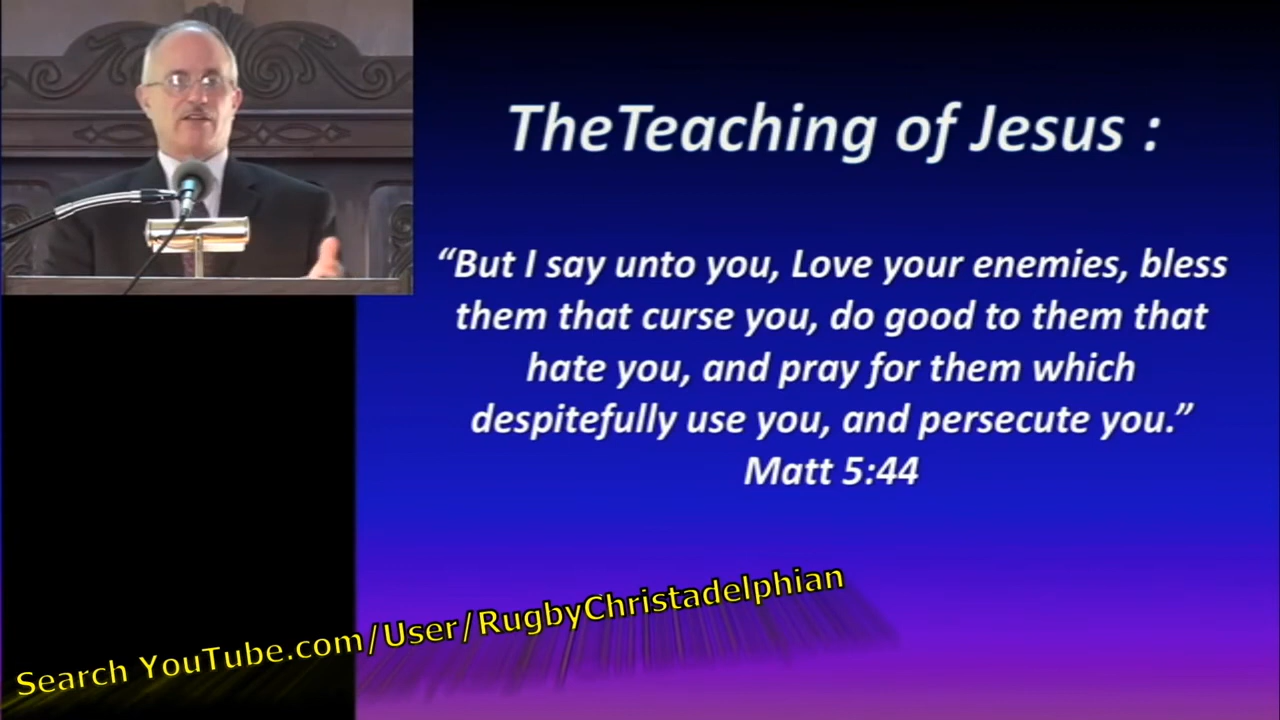 TheTeaching of Jesus :
“But I say unto you, Love your enemies, bless
them that curse you, do good to them that
hate you, and pray for them which
despitefully use you, and persecute you.”
Matt 5:44
Search YouTube.com/User/RugbyChristadelphian